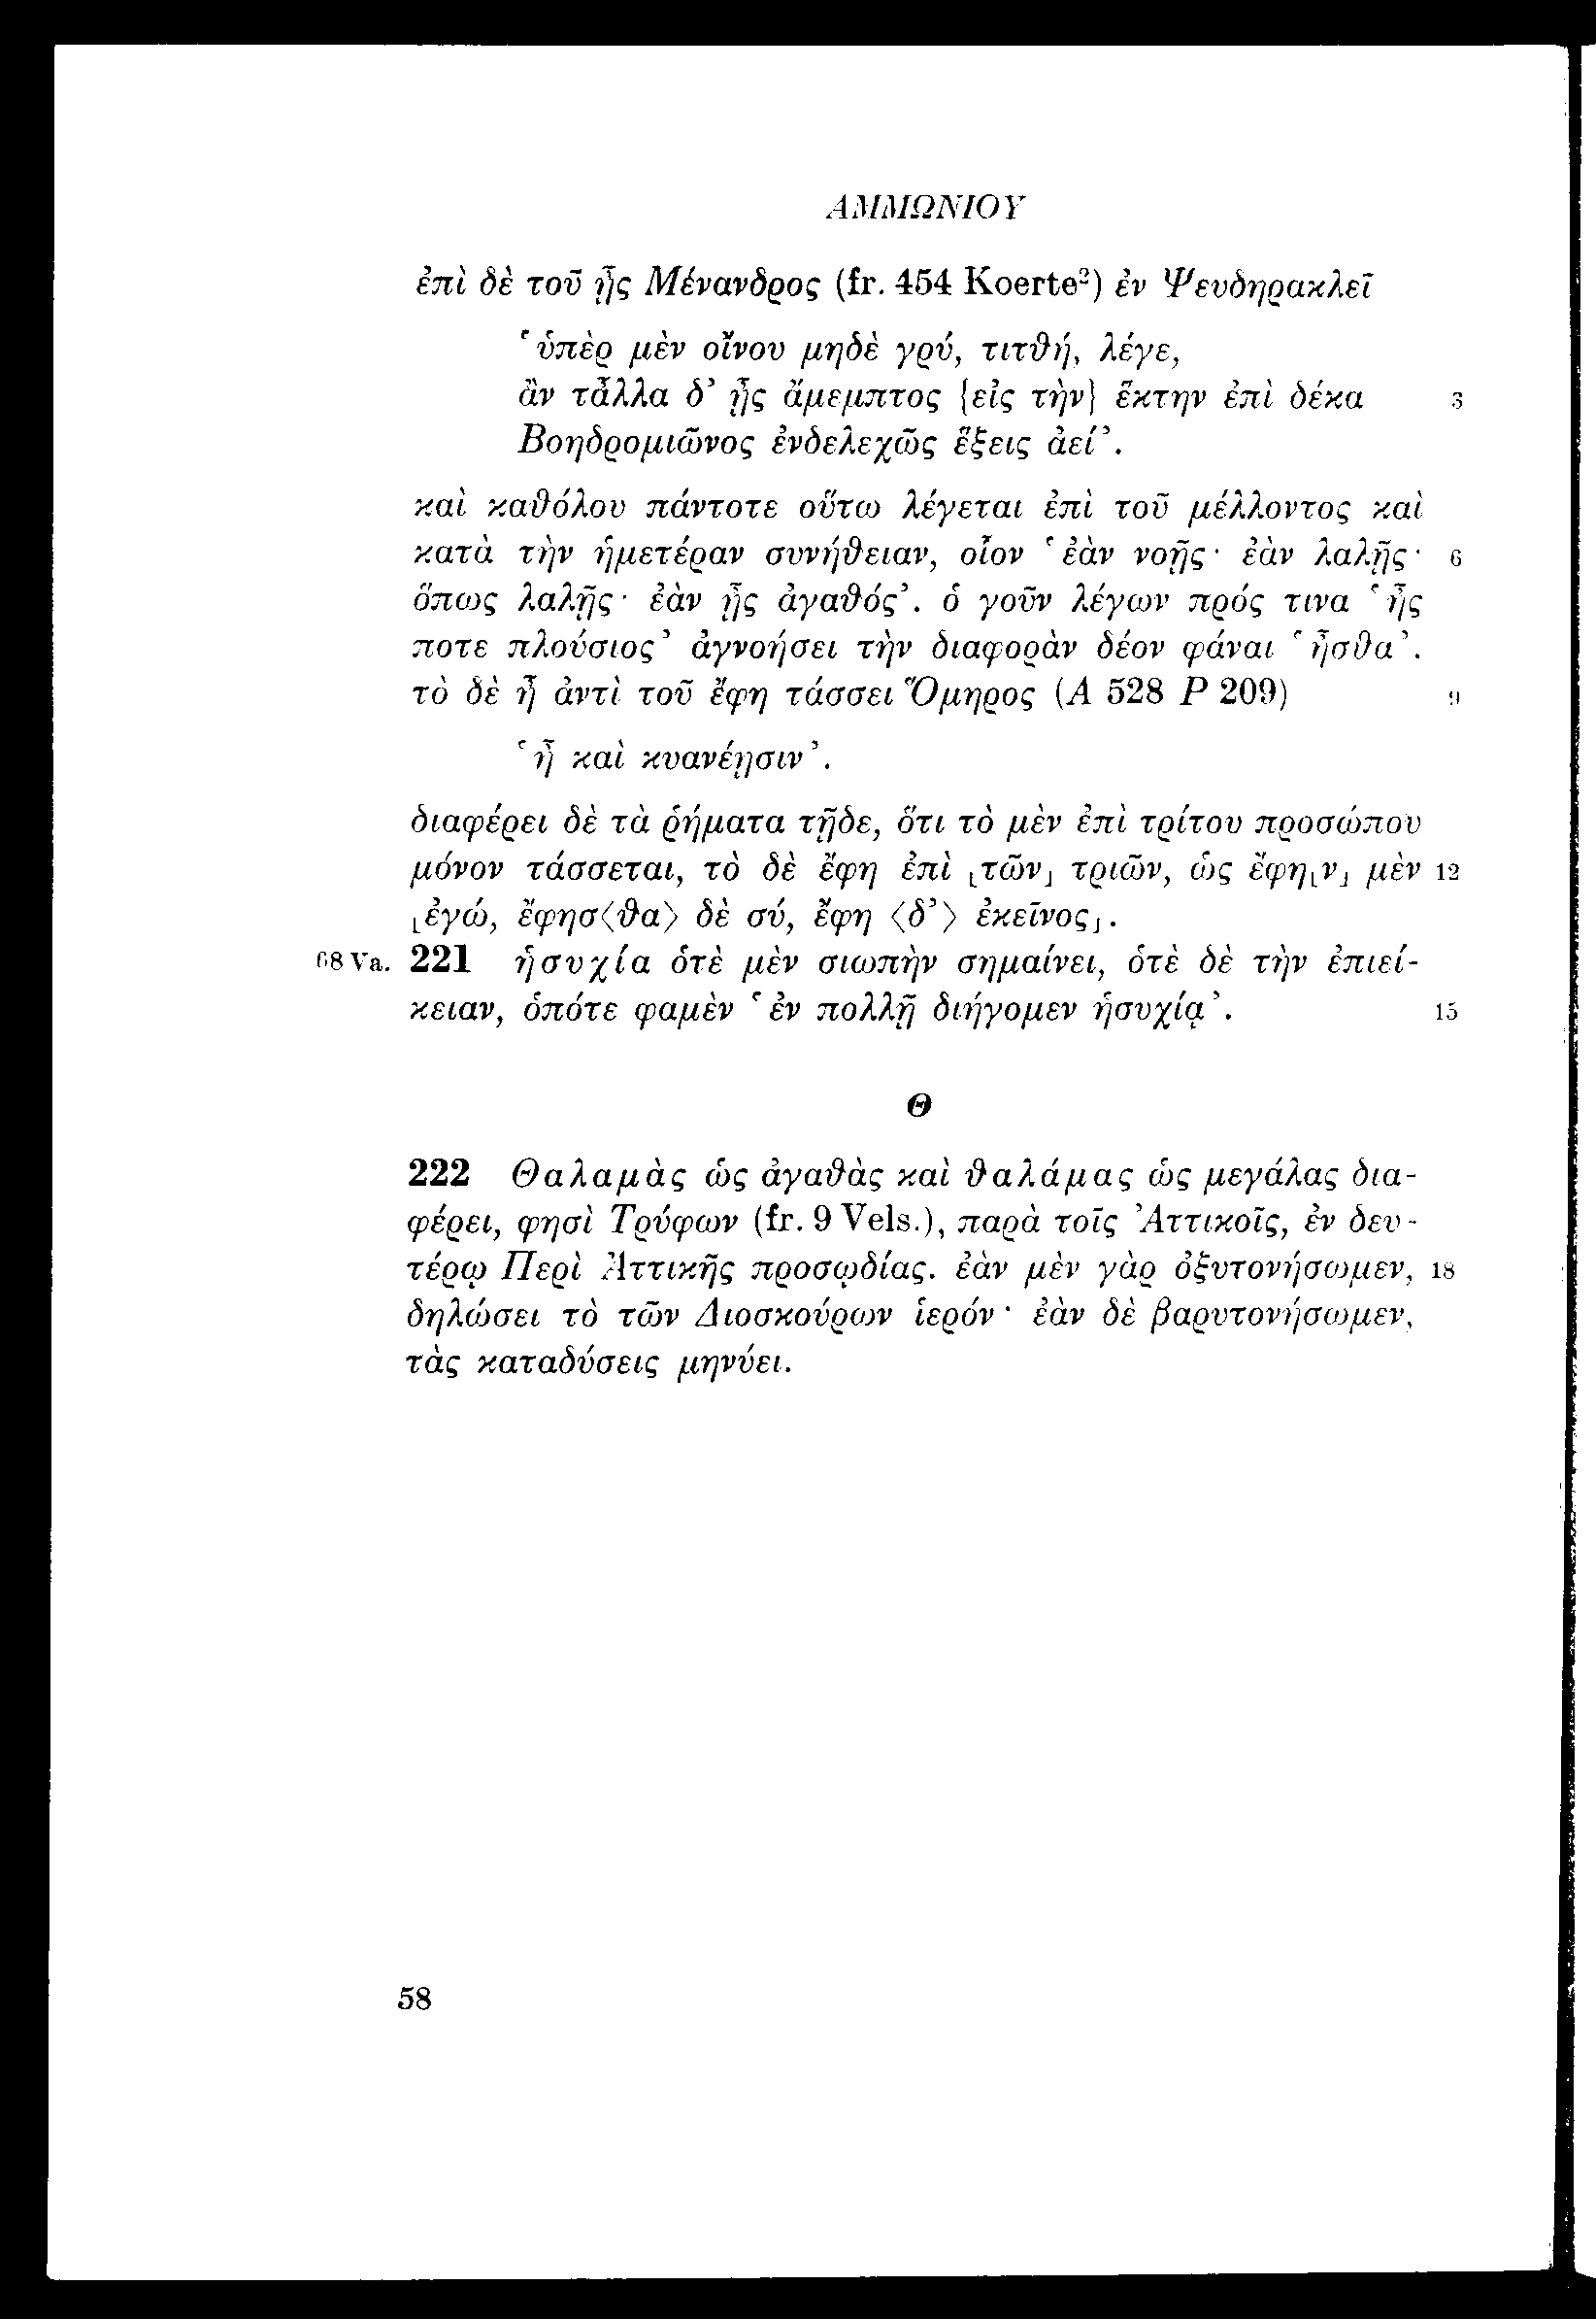 ΑΜΜΩΝΙΟΥ
ἐπὶ δὲ τοῦ ᾖς Μένανδρος (fr. 454 Koerte²) ἐν Ψευδηρακλεῖ
‘ὑπὲρ μὲν οἴνου μηδὲ γρύ, τιτθή, λέγε,
ἂν τἆλλα δ’ ᾖς ἄμεμπτος {εἰς τὴν} ἕκτην ἐπὶ δέκα 3
Βοηδρομιῶνος ἐνδελεχῶς ἕξεις ἀεί’.
καὶ καθόλου πάντοτε οὕτω λέγεται ἐπὶ τοῦ μέλλοντος καὶ
κατὰ τὴν ἡμετέραν συνήθειαν, οἷον ‘ἐὰν νοῇς· ἐὰν λαλῇς· 6
ὅπως λαλῇς· ἐὰν ᾖς ἀγαθός’. ὁ γοῦν λέγων πρός τινα ‘ἦς
ποτε πλούσιος’ ἀγνοήσει τὴν διαφορὰν δέον φάναι ‘ἦσθα’.
τὸ δὲ ἦ ἀντὶ τοῦ ἔφη τάσσει Ὅμηρος (Α 528 Ρ 209) 9
‘ἦ καὶ κυανέῃσιν’.
διαφέρει δὲ τὰ ῥήματα τῇδε, ὅτι τὸ μὲν ἐπὶ τρίτου προσώπου
μόνον τάσσεται, τὸ δὲ ἔφη ἐπὶ ⌊τῶν⌋ τριῶν, ὡς ἔφη⌊ν⌋ μὲν 12
⌊ἐγώ, ἔφησ〈θα〉 δὲ σύ, ἔφη 〈δ’〉 ἐκεῖνος⌋.
68 Va. 221 ἡσυχία ὁτὲ μὲν σιωπὴν σημαίνει, ὁτὲ δὲ τὴν ἐπιεί-
κειαν, ὁπότε φαμὲν ‘ἐν πολλῇ διήγομεν ἡσυχίᾳ’. 15
Θ
222 Θαλαμὰς ὡς ἀγαθὰς καὶ θαλάμας ὡς μεγάλας δια-
φέρει, φησὶ Τρύφων (fr. 9 Vels.), παρὰ τοῖς Ἀττικοῖς, ἐν δευ-
τέρῳ Περὶ Ἀττικῆς προσῳδίας. ἐὰν μὲν γὰρ ὀξυτονήσωμεν, 18
δηλώσει τὸ τῶν Διοσκούρων ἱερόν· ἐὰν δὲ βαρυτονήσωμεν,
τὰς καταδύσεις μηνύει.
58